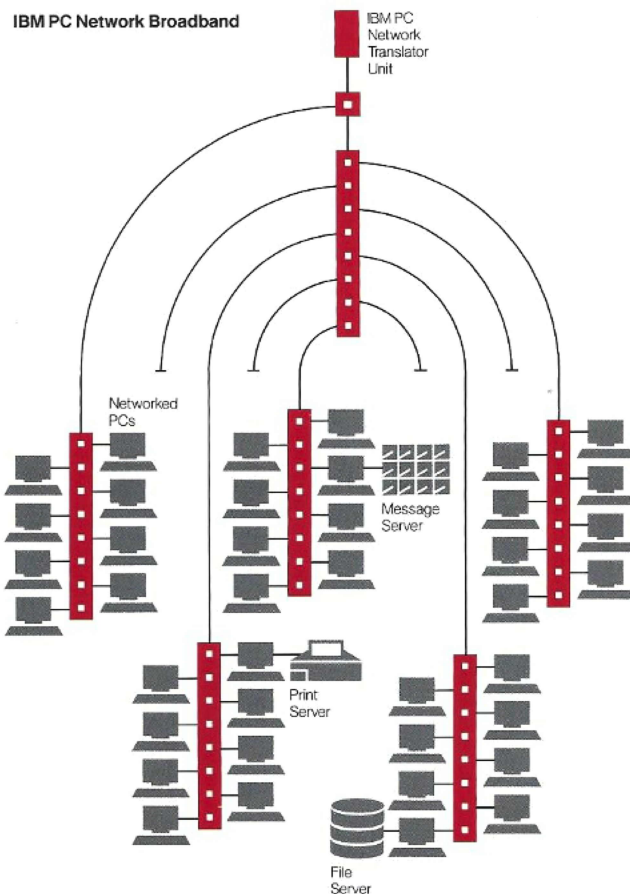 IBM PC Network Broadband
IBM PC
Network
Translator
Unit
Networked
PCs
Message
Server
Print
Server
File
Server